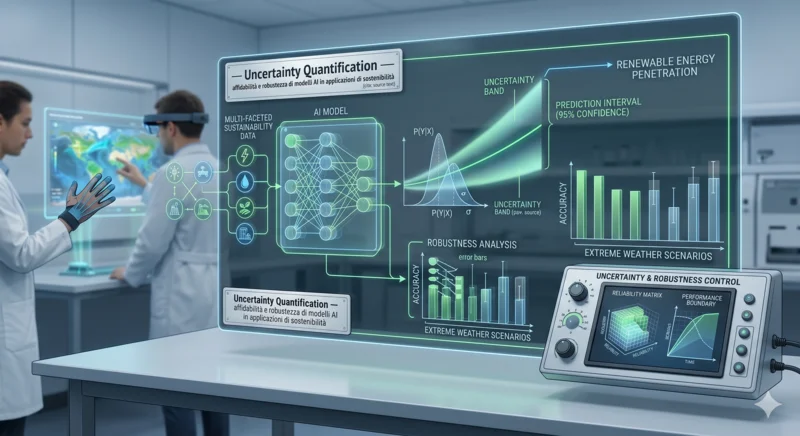 — Uncertainty Quantification —
affidabilità e robustezza di modelli AI in applicazioni di sostenibilità
MULTI-FACETED
SUSTAINABILITY
DATA
AI MODEL
P(Y|X)
P(Y|X)
σ
σ
UNCERTAINTY
BAND
RENEWABLE ENERGY
PENETRATION
PREDICTION INTERVAL
(95% CONFIDENCE)
UNCERTAINTY
BAND
ACCURACY
EXTREME WEATHER SCENARIOS
ROBUSTNESS ANALYSIS
error bars
ACCURACY
EXTREME WEATHER SCENARIOS
Uncertainty Quantification —
affidabilità e robustezza di modelli AI
in applicazioni di sostenibilità
UNCERTAINTY & ROBUSTNESS CONTROL
RELIABILITY MATRIX
PERFORMANCE
BOUNDARY
TIME